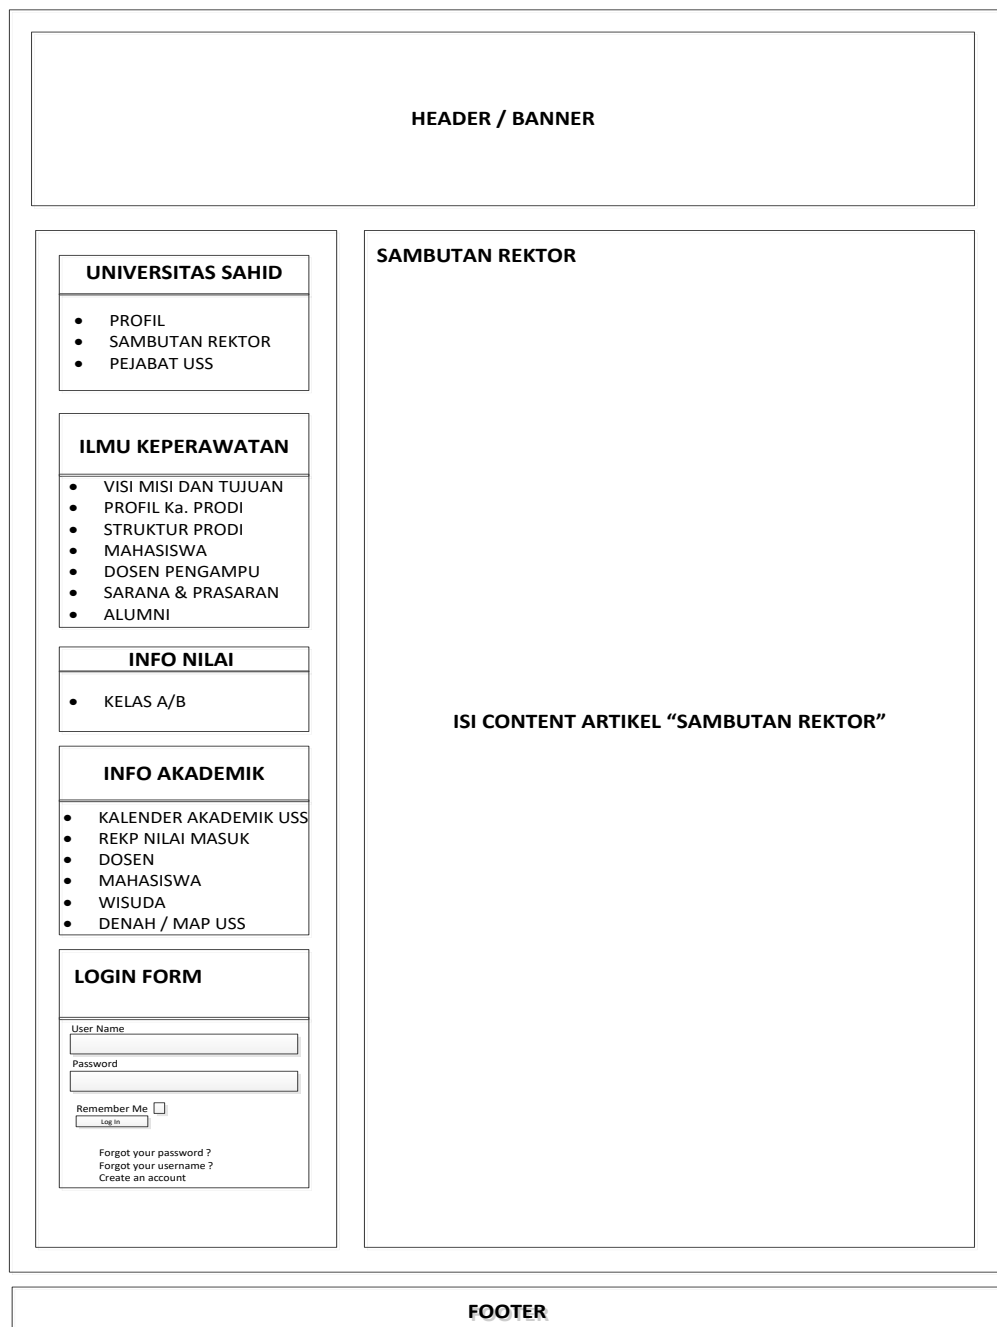 HEADER / BANNER
UNIVERSITAS SAHID
• PROFIL
• SAMBUTAN REKTOR
• PEJABAT USS
ILMU KEPERAWATAN
• VISI MISI DAN TUJUAN
• PROFIL Ka. PRODI
• STRUKTUR PRODI
• MAHASISWA
• DOSEN PENGAMPU
• SARANA & PRASARAN
• ALUMNI
INFO NILAI
• KELAS A/B
INFO AKADEMIK
• KALENDER AKADEMIK USS
• REKP NILAI MASUK
• DOSEN
• MAHASISWA
• WISUDA
• DENAH / MAP USS
LOGIN FORM
User Name
Password
Remember Me
Log In
Forgot your password ?
Forgot your username ?
Create an account
SAMBUTAN REKTOR
ISI CONTENT ARTIKEL “SAMBUTAN REKTOR”
FOOTER